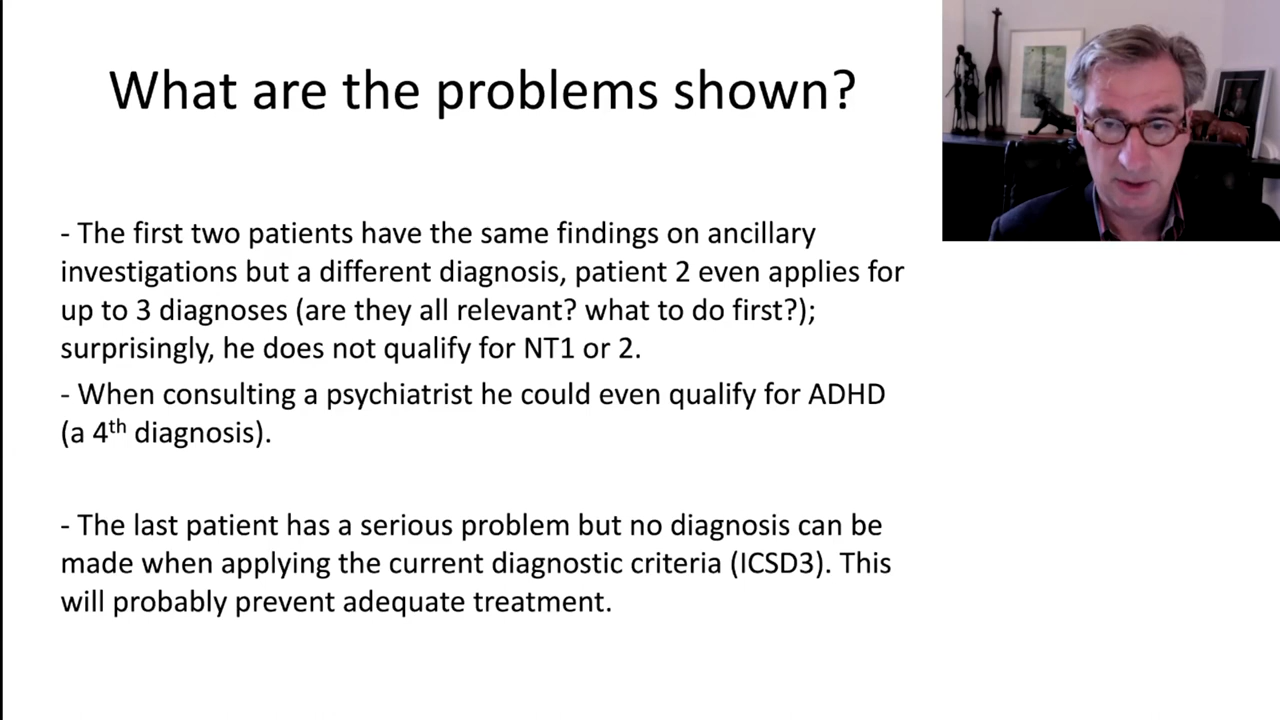 What are the problems shown?
- The first two patients have the same findings on ancillary
investigations but a different diagnosis, patient 2 even applies for
up to 3 diagnoses (are they all relevant? what to do first?);
surprisingly, he does not qualify for NT1 or 2.
- When consulting a psychiatrist he could even qualify for ADHD
(a 4th diagnosis).
- The last patient has a serious problem but no diagnosis can be
made when applying the current diagnostic criteria (ICSD3). This
will probably prevent adequate treatment.